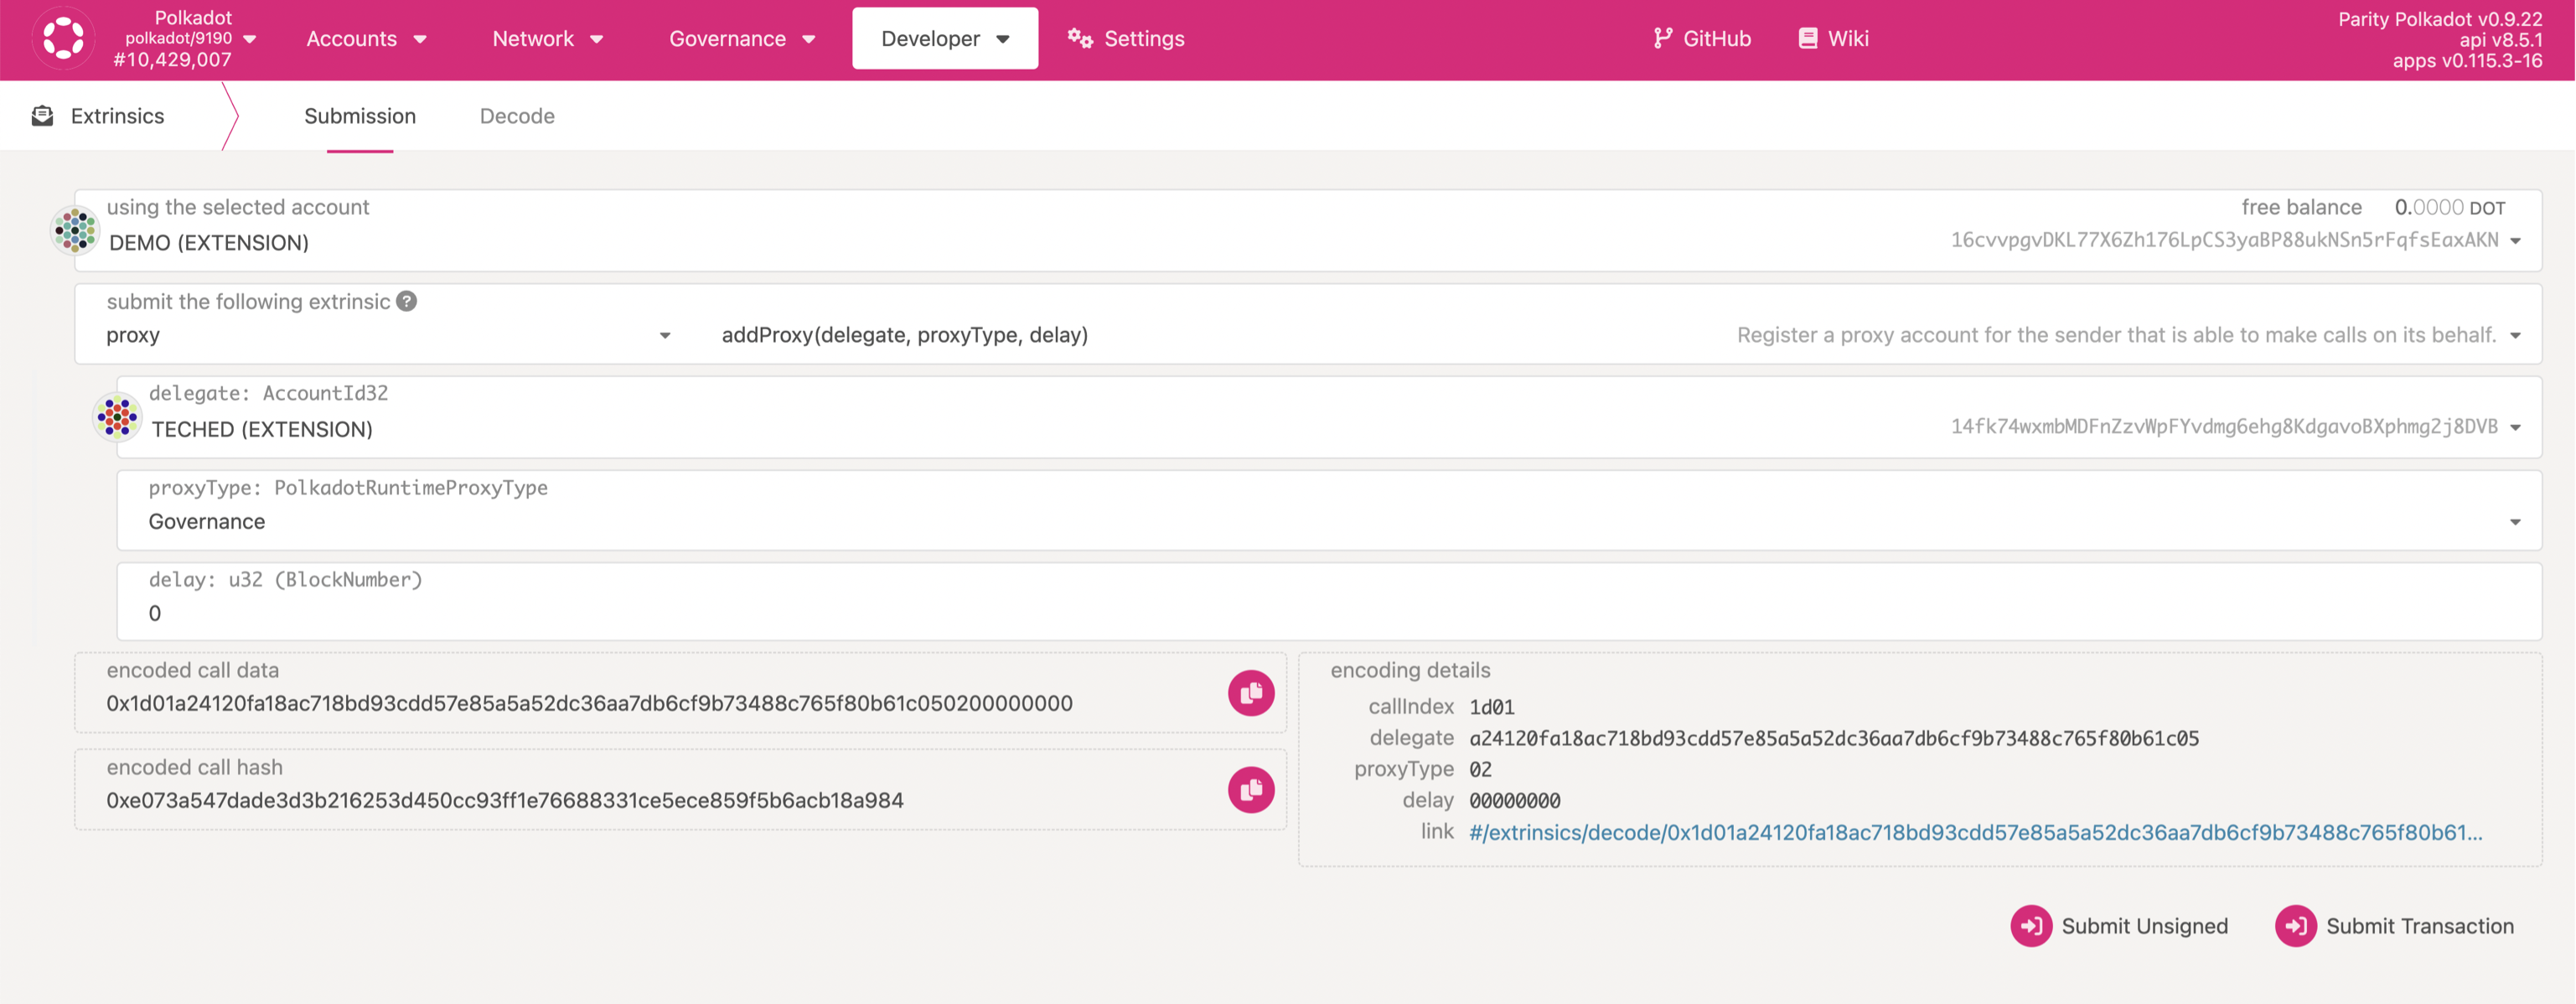 Polkadot
polkadot/9190
#10,429,007
Accounts
Network
Governance
Developer
Settings
GitHub
Wiki
Parity Polkadot v0.9.22
api v8.5.1
apps v0.115.3-16
Extrinsics
Submission
Decode
using the selected account
DEMO (EXTENSION)
free balance 0.0000 DOT
16cvvpgvDKL77X6Zh176LpCS3yaBP88ukNSn5rFqfsEaxAKN
submit the following extrinsic ?
proxy
addProxy(delegate, proxyType, delay)
Register a proxy account for the sender that is able to make calls on its behalf.
delegate: AccountId32
TECHED (EXTENSION)
14fk74wxmbMDFnZzvWpFYvdmg6ehg8KdgavoBXphmg2j8DVB
proxyType: PolkadotRuntimeProxyType
Governance
delay: u32 (BlockNumber)
0
encoded call data
0x1d01a24120fa18ac718bd93cdd57e85a5a52dc36aa7db6cf9b73488c765f80b61c050200000000
encoded call hash
0xe073a547dade3d3b216253d450cc93ff1e76688331ce5ece859f5b6acb18a984
encoding details
callIndex 1d01
delegate a24120fa18ac718bd93cdd57e85a5a52dc36aa7db6cf9b73488c765f80b61c05
proxyType 02
delay 00000000
link #/extrinsics/decode/0x1d01a24120fa18ac718bd93cdd57e85a5a52dc36aa7db6cf9b73488c765f80b61...
Submit Unsigned
Submit Transaction